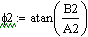 ϕ2 := atan(B2/A2)